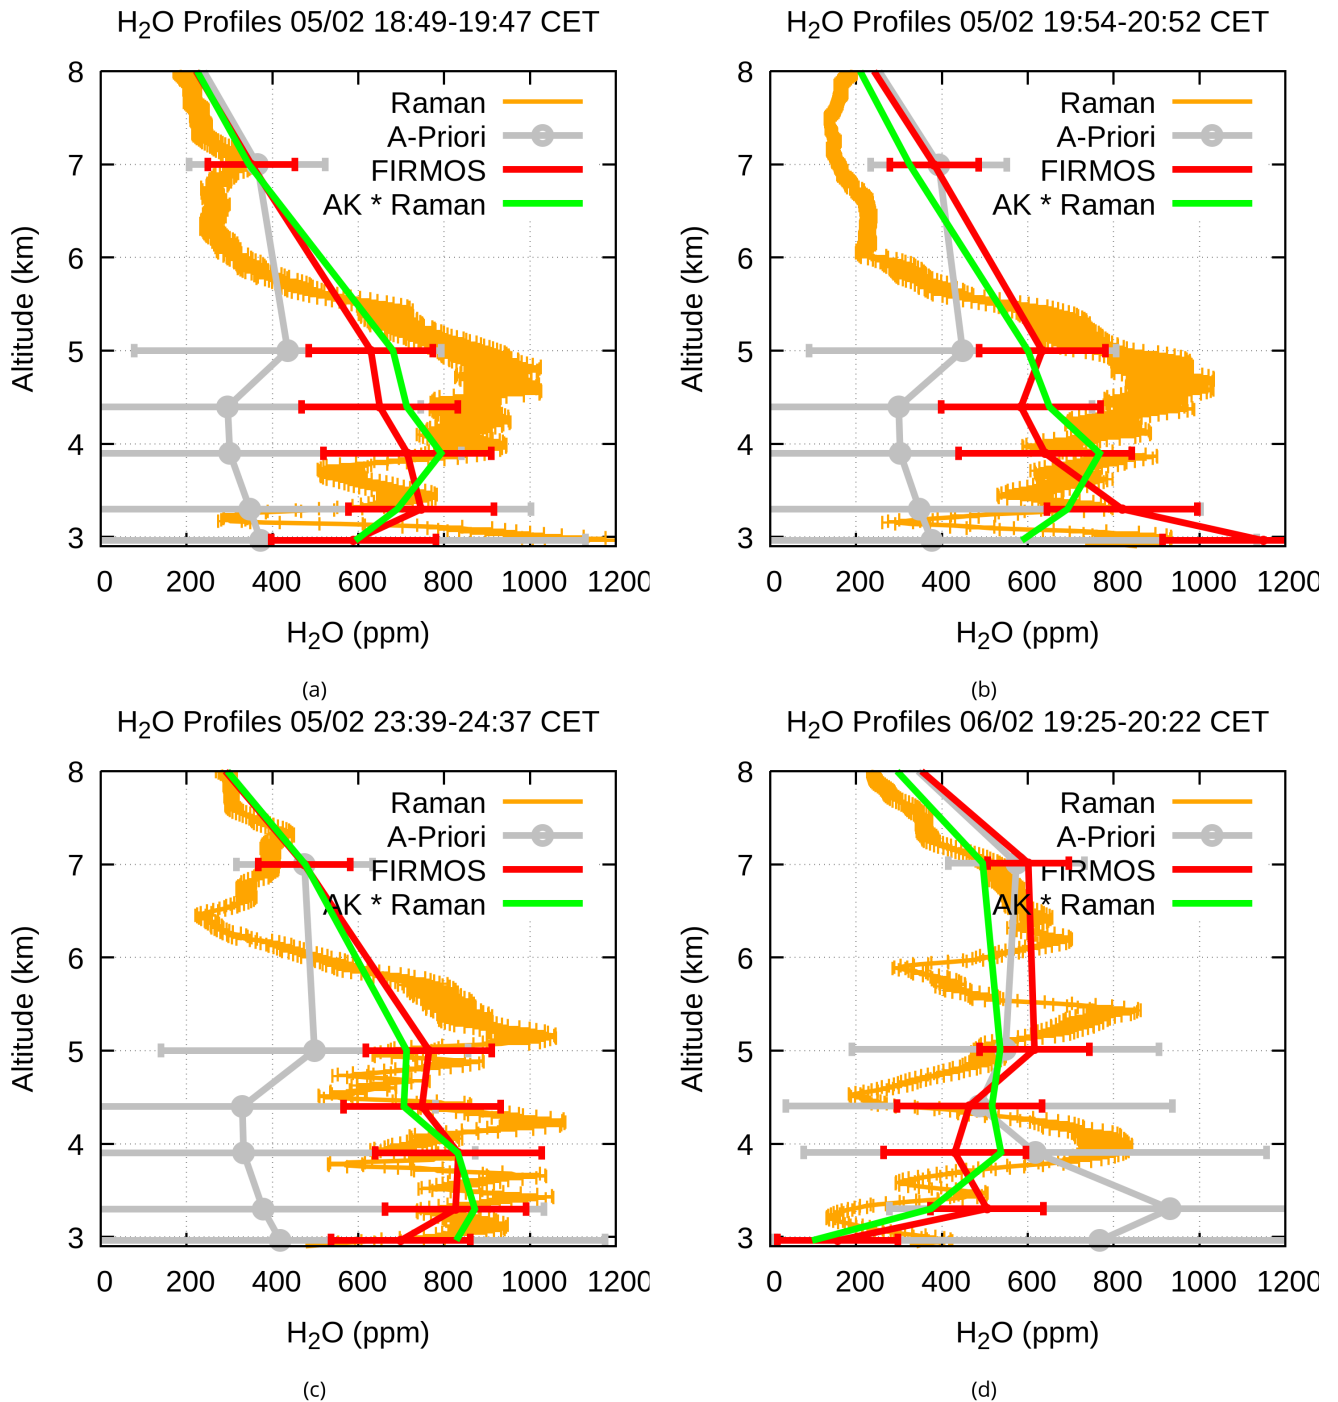 H2O Profiles 05/02 18:49-19:47 CET
8
7
6
5
4
3
Altitude (km)
Raman
A-Priori
FIRMOS
AK * Raman
0 200 400 600 800 1000 1200
H2O (ppm)
(a)
H2O Profiles 05/02 19:54-20:52 CET
8
7
6
5
4
3
Altitude (km)
Raman
A-Priori
FIRMOS
AK * Raman
0 200 400 600 800 1000 1200
H2O (ppm)
(b)
H2O Profiles 05/02 23:39-24:37 CET
8
7
6
5
4
3
Altitude (km)
Raman
A-Priori
FIRMOS
AK * Raman
0 200 400 600 800 1000 1200
H2O (ppm)
(c)
H2O Profiles 06/02 19:25-20:22 CET
8
7
6
5
4
3
Altitude (km)
Raman
A-Priori
FIRMOS
AK * Raman
0 200 400 600 800 1000 1200
H2O (ppm)
(d)